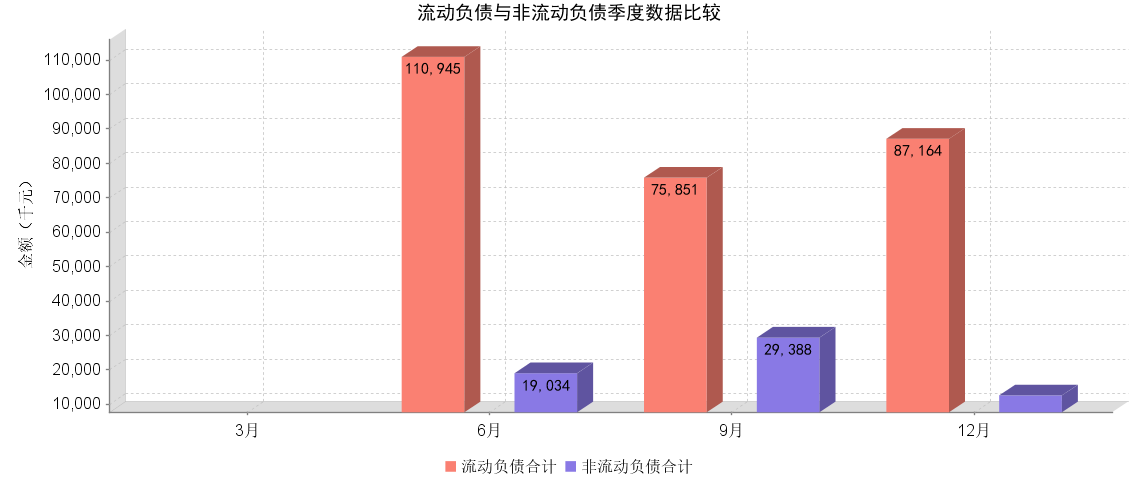 流动负债与非流动负债季度数据比较
金额（千元）
110,000
100,000
90,000
80,000
70,000
60,000
50,000
40,000
30,000
20,000
10,000
110,945
19,034
75,851
29,388
87,164
3月
6月
9月
12月
流动负债合计
非流动负债合计